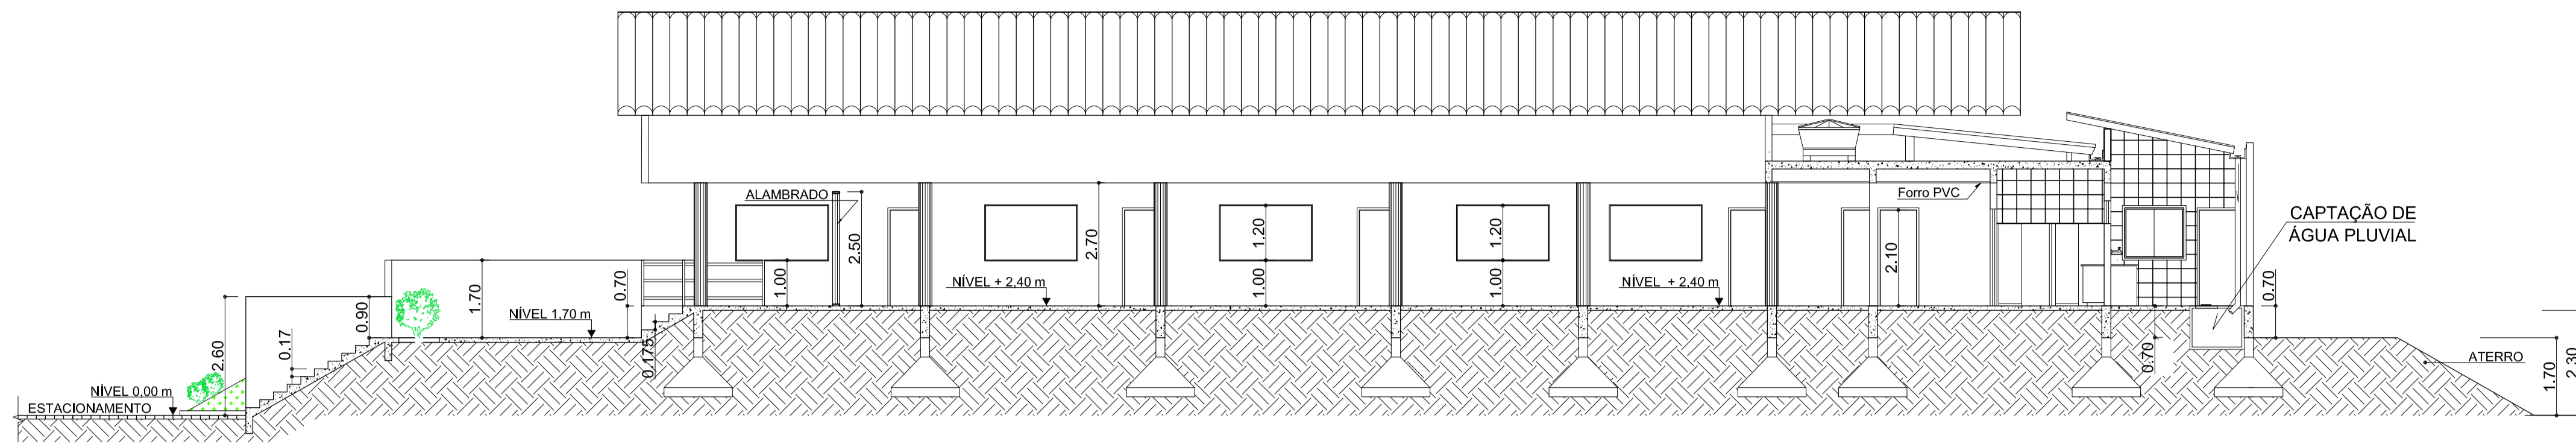 ESTACIONAMENTO
NÍVEL 0,00 m
2.60
0.17
0.90
1.70
NÍVEL 1,70 m
0.70
0.175
ALAMBRADO
1.00
2.50
NÍVEL + 2,40 m
2.70
1.20
1.00
1.20
1.00
NÍVEL + 2,40 m
2.10
Forro PVC
0.70
CAPTAÇÃO DE
ÁGUA PLUVIAL
0.70
ATERRO
1.70
2.30